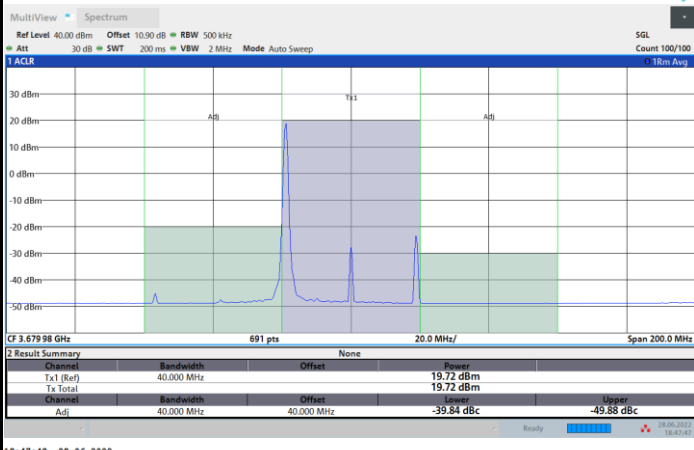 MultiView Spectrum
Ref Level 40.00 dBm Offset 10.90 dB RBW 500 kHz SGL
Att 30 dB SWT 200 ms VBW 2 MHz Mode Auto Sweep Count 100/100
1 ACLR 1Rm Avg
30 dBm
Tx1
20 dBm
Adj Adj
10 dBm
0 dBm
-10 dBm
-20 dBm
-30 dBm
-40 dBm
-50 dBm
CF 3.67998 GHz 691 pts 20.0 MHz/ Span 200.0 MHz
2 Result Summary None
Channel Bandwidth Offset Power
Tx1 (Ref) 40.000 MHz 19.72 dBm
Tx Total 19.72 dBm
Channel Bandwidth Offset Lower Upper
Adj 40.000 MHz 40.000 MHz -39.84 dBc -49.88 dBc
Ready 28.06.2022
18:47:47